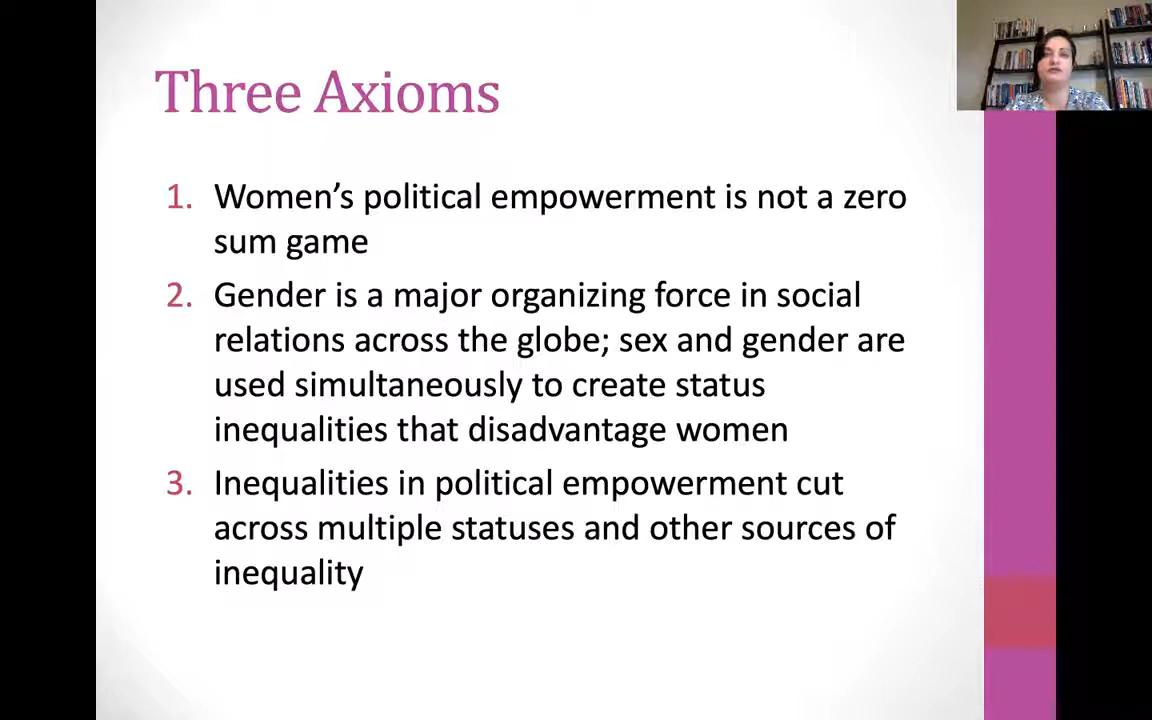 Three Axioms
1. Women’s political empowerment is not a zero
sum game
2. Gender is a major organizing force in social
relations across the globe; sex and gender are
used simultaneously to create status
inequalities that disadvantage women
3. Inequalities in political empowerment cut
across multiple statuses and other sources of
inequality